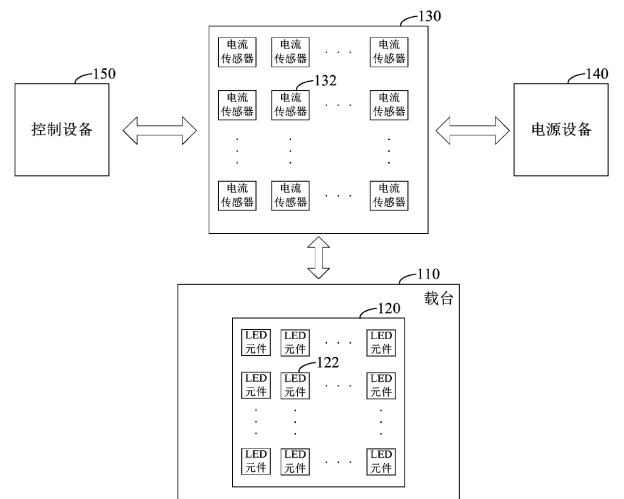 130
电流
传感器
电流
传感器
· · ·
电流
传感器
150
控制设备
140
电源设备
电流
传感器
132
电流
传感器
· · ·
电流
传感器
电流
传感器
电流
传感器
· · ·
电流
传感器
110
载台
120
LED
元件
LED
元件
· · ·
LED
元件
122
LED
元件
LED
元件
· · ·
LED
元件
LED
元件
LED
元件
· · ·
LED
元件